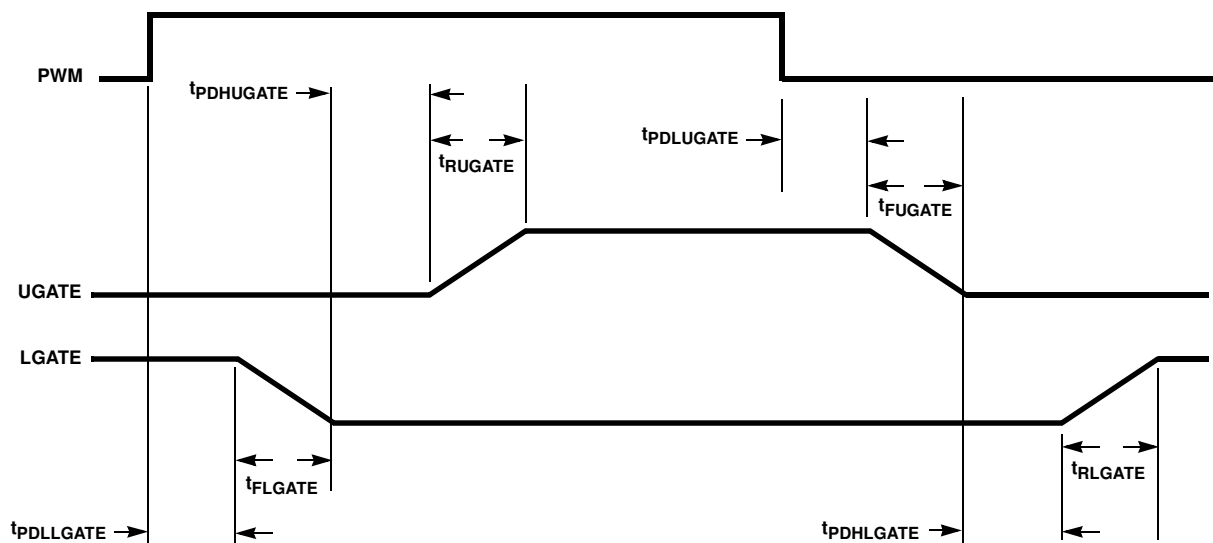 PWM
tPDHUGATE
tPDLUGATE
tRUGATE
tFUGATE
UGATE
LGATE
tFLGATE
tRLGATE
tPDLLGATE
tPDHLGATE